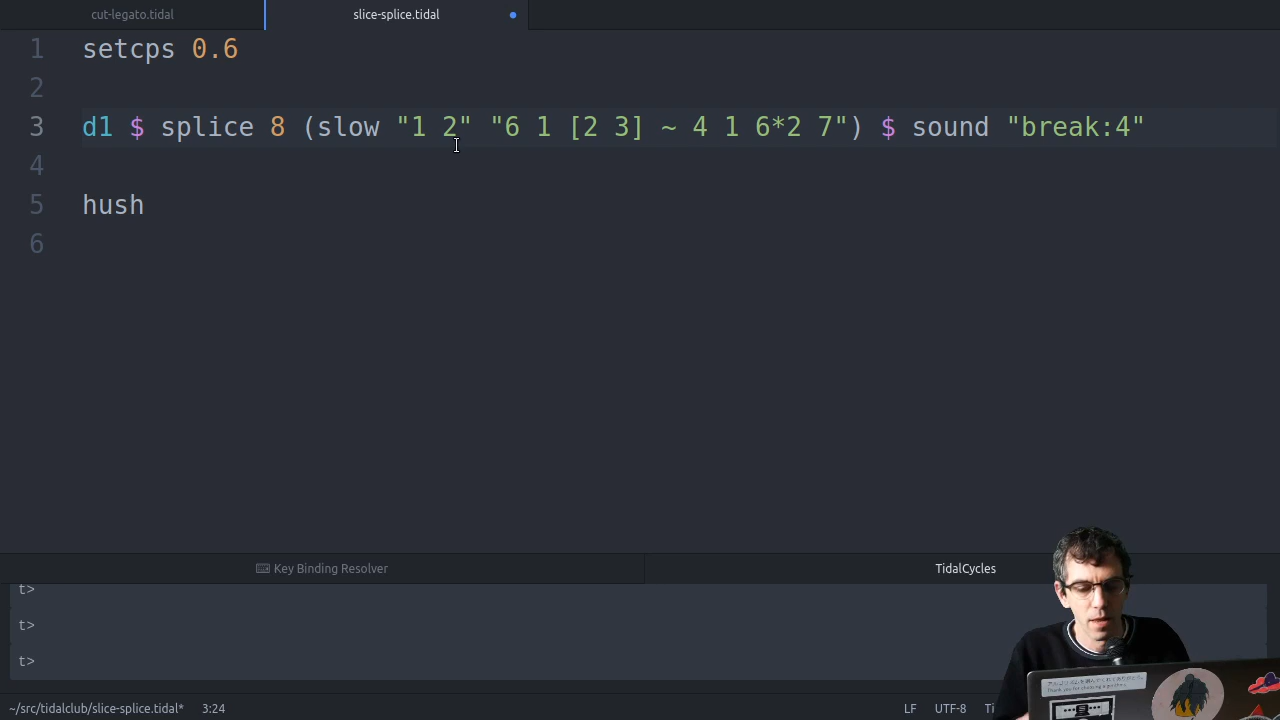 cut-legato.tidal
slice-splice.tidal
1 setcps 0.6
2
3 d1 $ splice 8 (slow "1 2" "6 1 [2 3] ~ 4 1 6*2 7") $ sound "break:4"
4
5 hush
6
Key Binding Resolver
TidalCycles
t>
t>
t>
~/src/tidalclub/slice-splice.tidal* 3:24
LF UTF-8 Ti